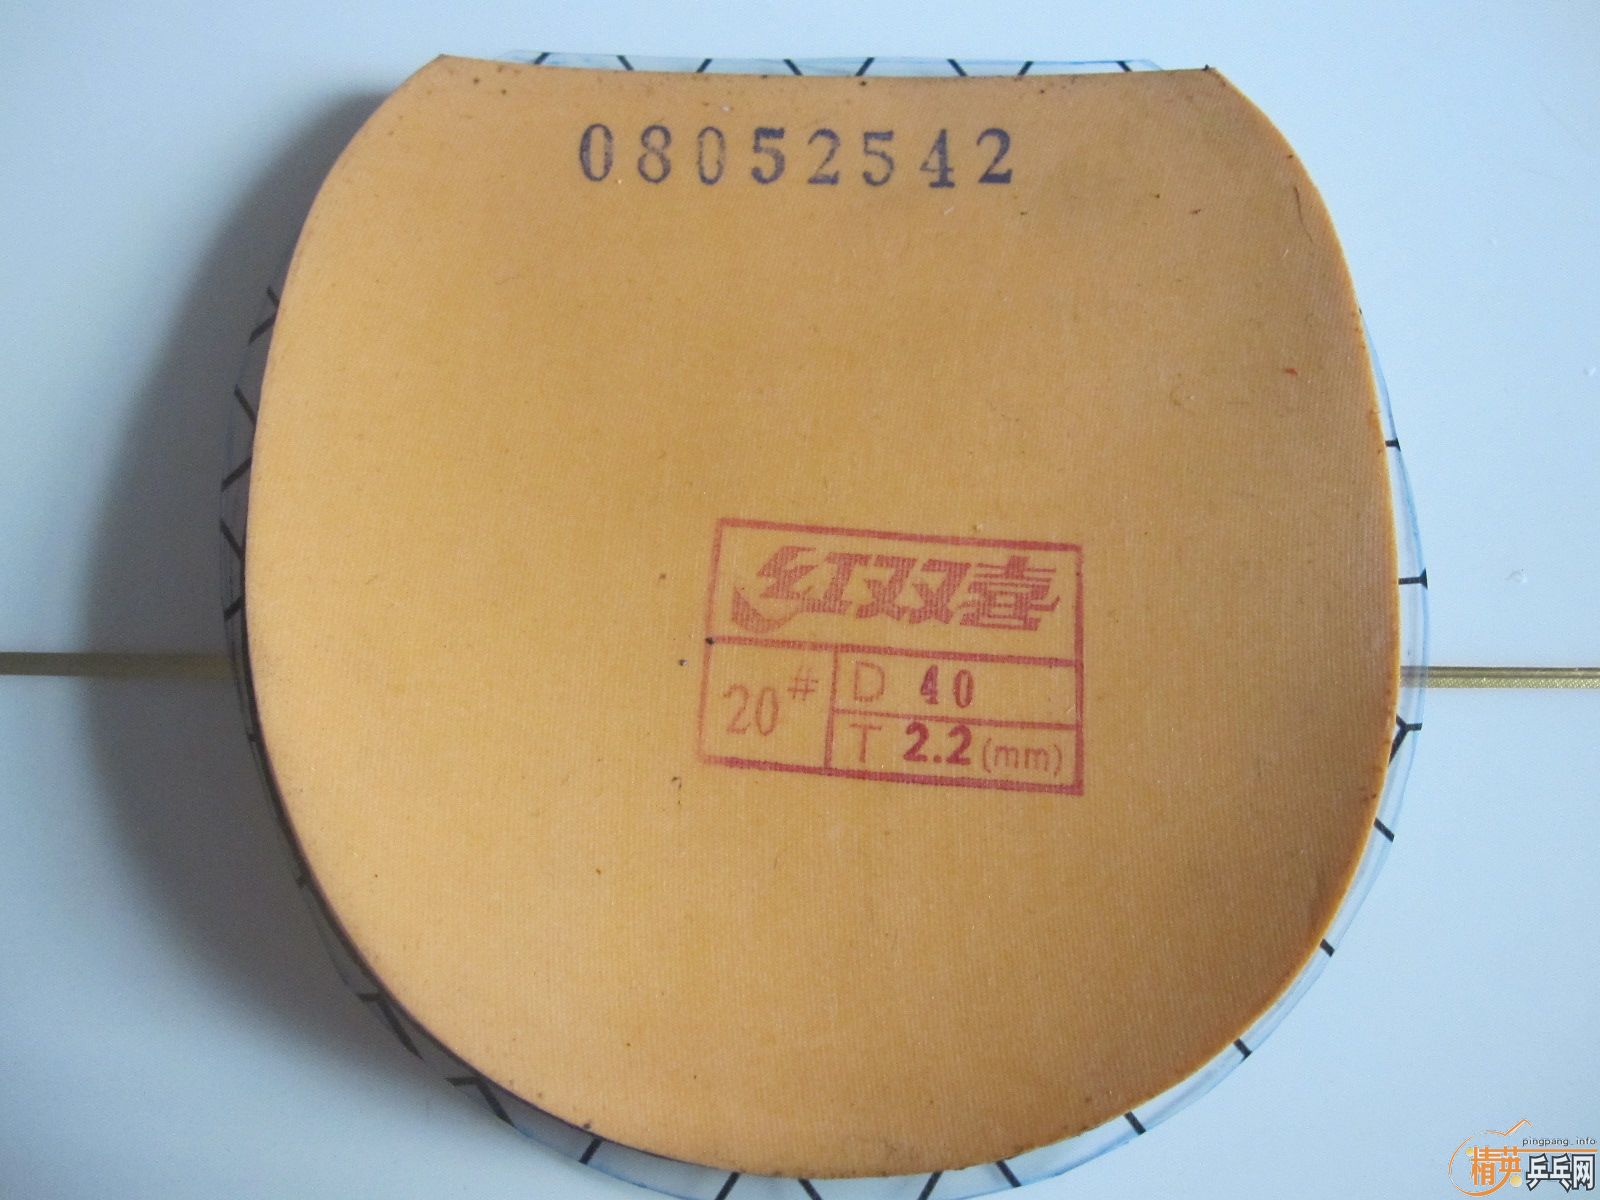 08052542
红双喜
20# D 40
T 2.2 (mm)
pingpang.info
精英乒乓网